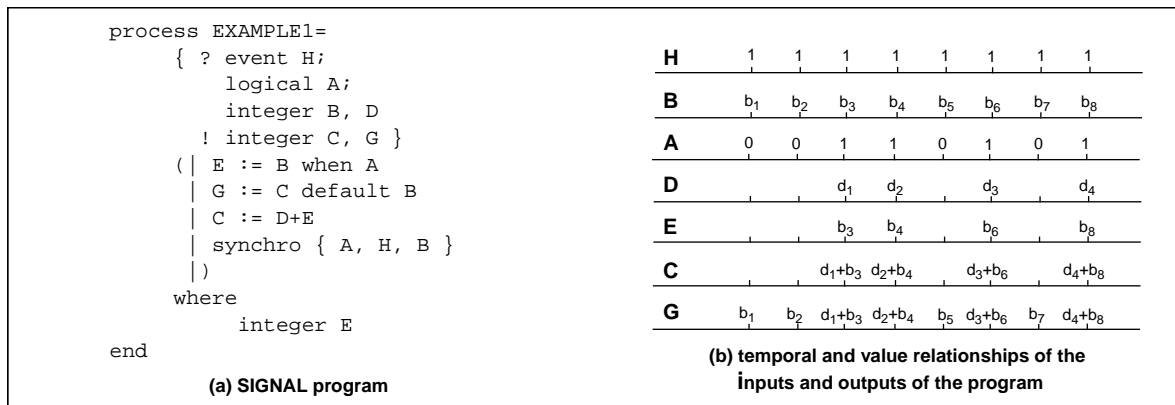 process EXAMPLE1=
{ ? event H;
logical A;
integer B, D
! integer C, G }
(| E := B when A
| G := C default B
| C := D+E
| synchro { A, H, B }
|)
where
integer E
end
(a) SIGNAL program
H 1 1 1 1 1 1 1 1
B b1 b2 b3 b4 b5 b6 b7 b8
A 0 0 1 1 0 1 0 1
D d1 d2 d3 d4
E b3 b4 b6 b8
C d1+b3 d2+b4 d3+b6 d4+b8
G b1 b2 d1+b3 d2+b4 b5 d3+b6 b7 d4+b8
(b) temporal and value relationships of the
inputs and outputs of the program